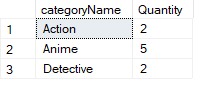 categoryName Quantity
1 Action 2
2 Anime 5
3 Detective 2